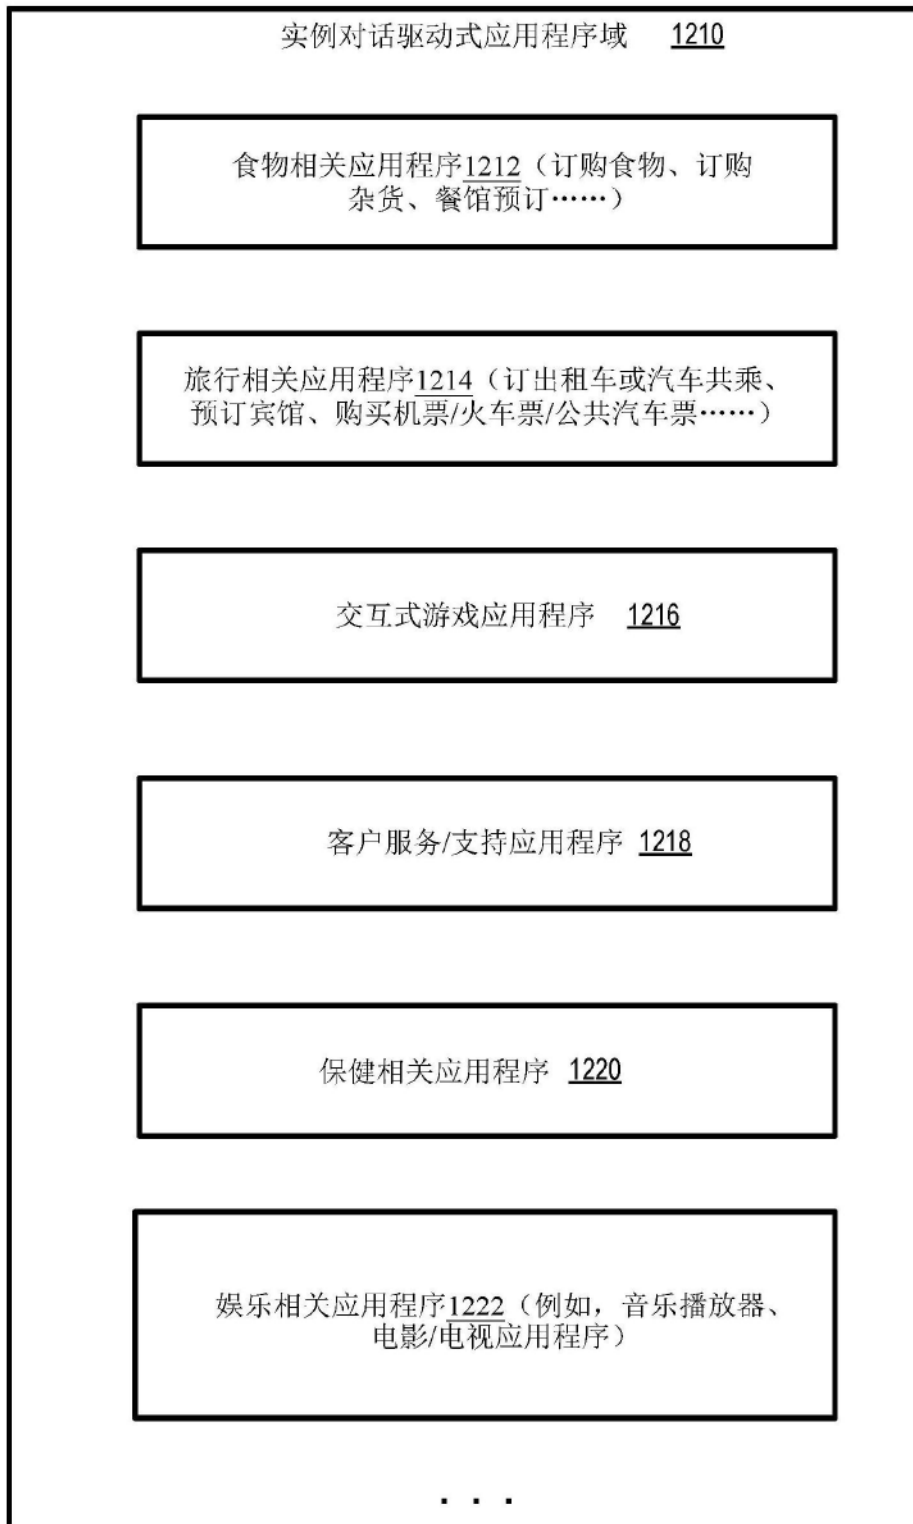 实例对话驱动式应用程序域 1210
食物相关应用程序1212（订购食物、订购
杂货、餐馆预订……）
旅行相关应用程序1214（订出租车或汽车共乘、
预订宾馆、购买机票/火车票/公共汽车票……）
交互式游戏应用程序 1216
客户服务/支持应用程序 1218
保健相关应用程序 1220
娱乐相关应用程序1222（例如，音乐播放器、
电影/电视应用程序）
. . .